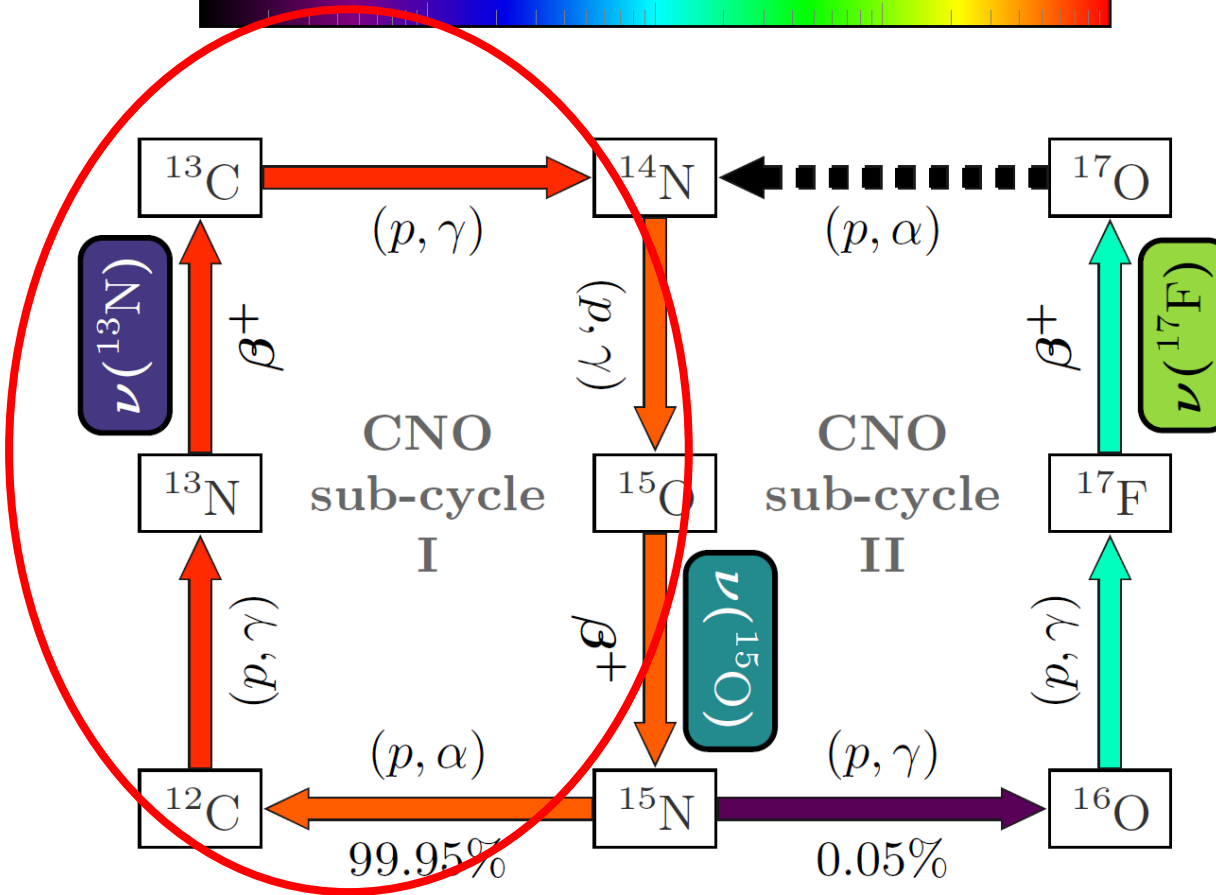 ¹³C
¹⁴N
¹⁷O
(p, γ)
(p, α)
ν(¹³N)
β⁺
(p, γ)
β⁺
ν(¹⁷F)
CNO
sub-cycle
I
CNO
sub-cycle
II
¹³N
¹⁵O
¹⁷F
(p, γ)
β⁺
ν(¹⁵O)
(p, γ)
(p, α)
(p, γ)
¹²C
¹⁵N
¹⁶O
99.95%
0.05%